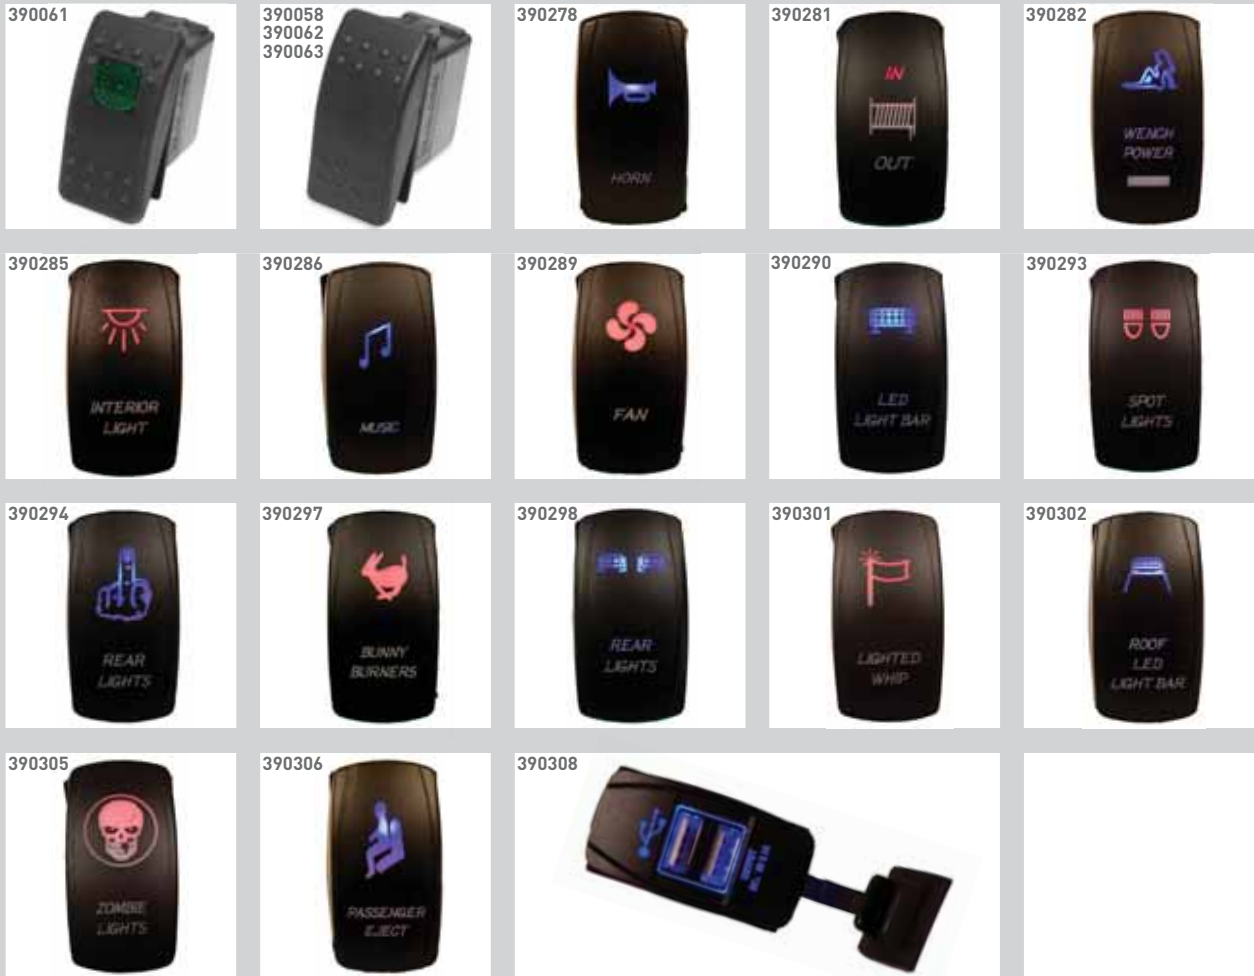 390061
390058
390062
390063
390278
HORN
390281
IN
OUT
390282
WENCH
POWER
390285
INTERIOR
LIGHT
390286
MUSIC
390289
FAN
390290
LED
LIGHT BAR
390293
SPOT
LIGHTS
390294
REAR
LIGHTS
390297
BUNNY
BURNERS
390298
REAR
LIGHTS
390301
LIGHTED
WHIP
390302
ROOF
LED
LIGHT BAR
390305
ZOMBIE
LIGHTS
390306
PASSENGER
EJECT
390308